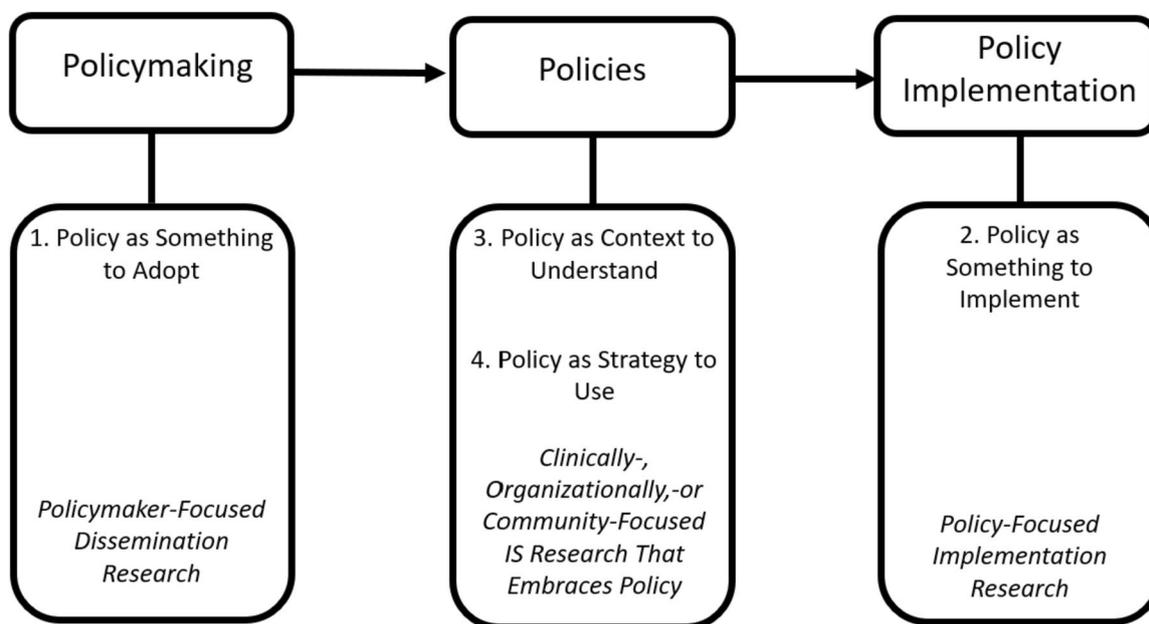 Policymaking
Policies
Policy
Implementation
1. Policy as Something
to Adopt
Policymaker-Focused
Dissemination
Research
3. Policy as Context to
Understand
4. Policy as Strategy to
Use
Clinically-,
Organizationally,-or
Community-Focused
IS Research That
Embraces Policy
2. Policy as
Something to
Implement
Policy-Focused
Implementation
Research